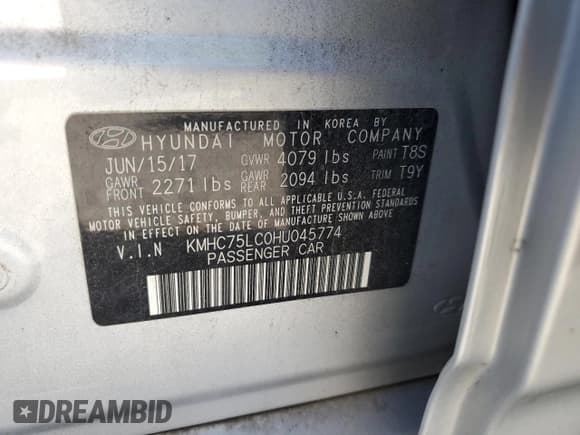 MANUFACTURED IN KOREA BY
HYUNDAI MOTOR COMPANY
JUN/15/17 GVWR 4079 lbs PAINT T8S
GAWR FRONT 2271 lbs GAWR REAR 2094 lbs TRIM T9Y
THIS VEHICLE CONFORMS TO ALL APPLICABLE U.S.A. FEDERAL
MOTOR VEHICLE SAFETY, BUMPER, AND THEFT PREVENTION STANDARDS
IN EFFECT ON THE DATE OF MANUFACTURE SHOWN ABOVE.
V.I.N KMHC75LC0HU045774
PASSENGER CAR
DREAMBID